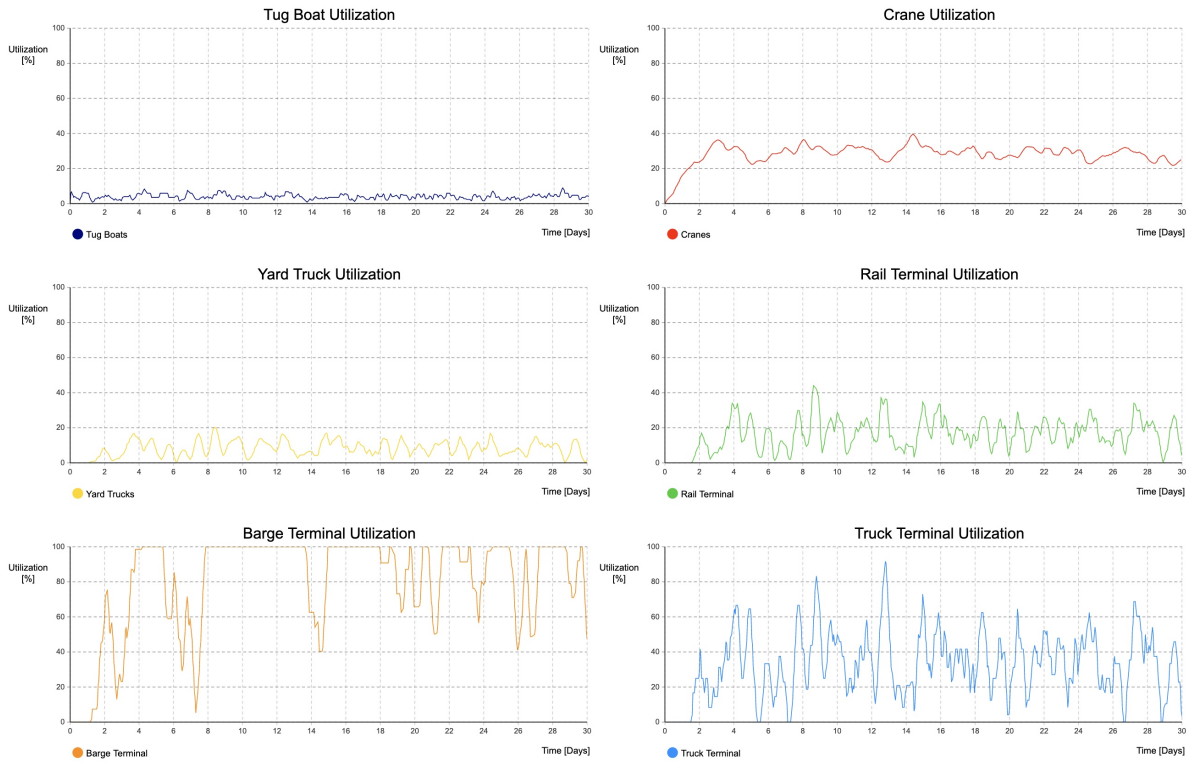 Tug Boat Utilization
Utilization
[%]
100
80
60
40
20
0
0 2 4 6 8 10 12 14 16 18 20 22 24 26 28 30
Time [Days]
Tug Boats
Crane Utilization
Utilization
[%]
100
80
60
40
20
0
0 2 4 6 8 10 12 14 16 18 20 22 24 26 28 30
Time [Days]
Cranes
Yard Truck Utilization
Utilization
[%]
100
80
60
40
20
0
0 2 4 6 8 10 12 14 16 18 20 22 24 26 28 30
Time [Days]
Yard Trucks
Rail Terminal Utilization
Utilization
[%]
100
80
60
40
20
0
0 2 4 6 8 10 12 14 16 18 20 22 24 26 28 30
Time [Days]
Rail Terminal
Barge Terminal Utilization
Utilization
[%]
100
80
60
40
20
0
0 2 4 6 8 10 12 14 16 18 20 22 24 26 28 30
Time [Days]
Barge Terminal
Truck Terminal Utilization
Utilization
[%]
100
80
60
40
20
0
0 2 4 6 8 10 12 14 16 18 20 22 24 26 28 30
Time [Days]
Truck Terminal